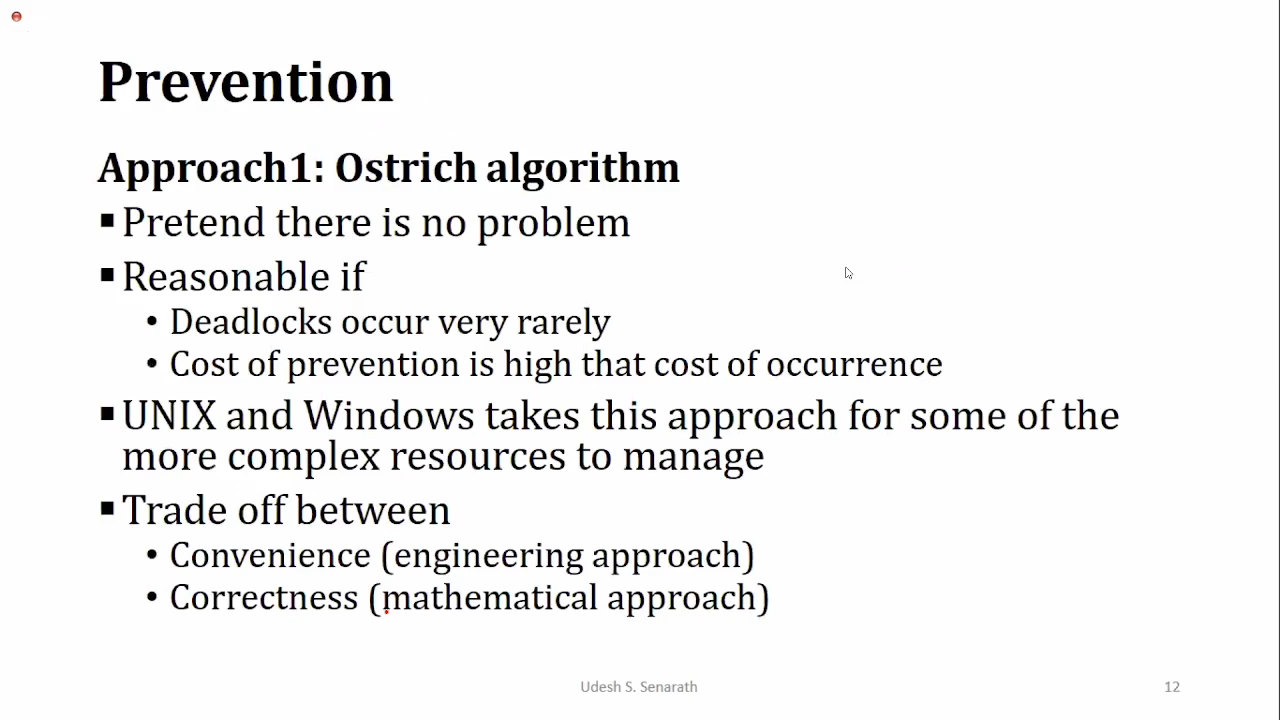 Prevention
Approach1: Ostrich algorithm
▪ Pretend there is no problem
▪ Reasonable if
• Deadlocks occur very rarely
• Cost of prevention is high that cost of occurrence
▪ UNIX and Windows takes this approach for some of the
more complex resources to manage
▪ Trade off between
• Convenience (engineering approach)
• Correctness (mathematical approach)
Udesh S. Senarath
12